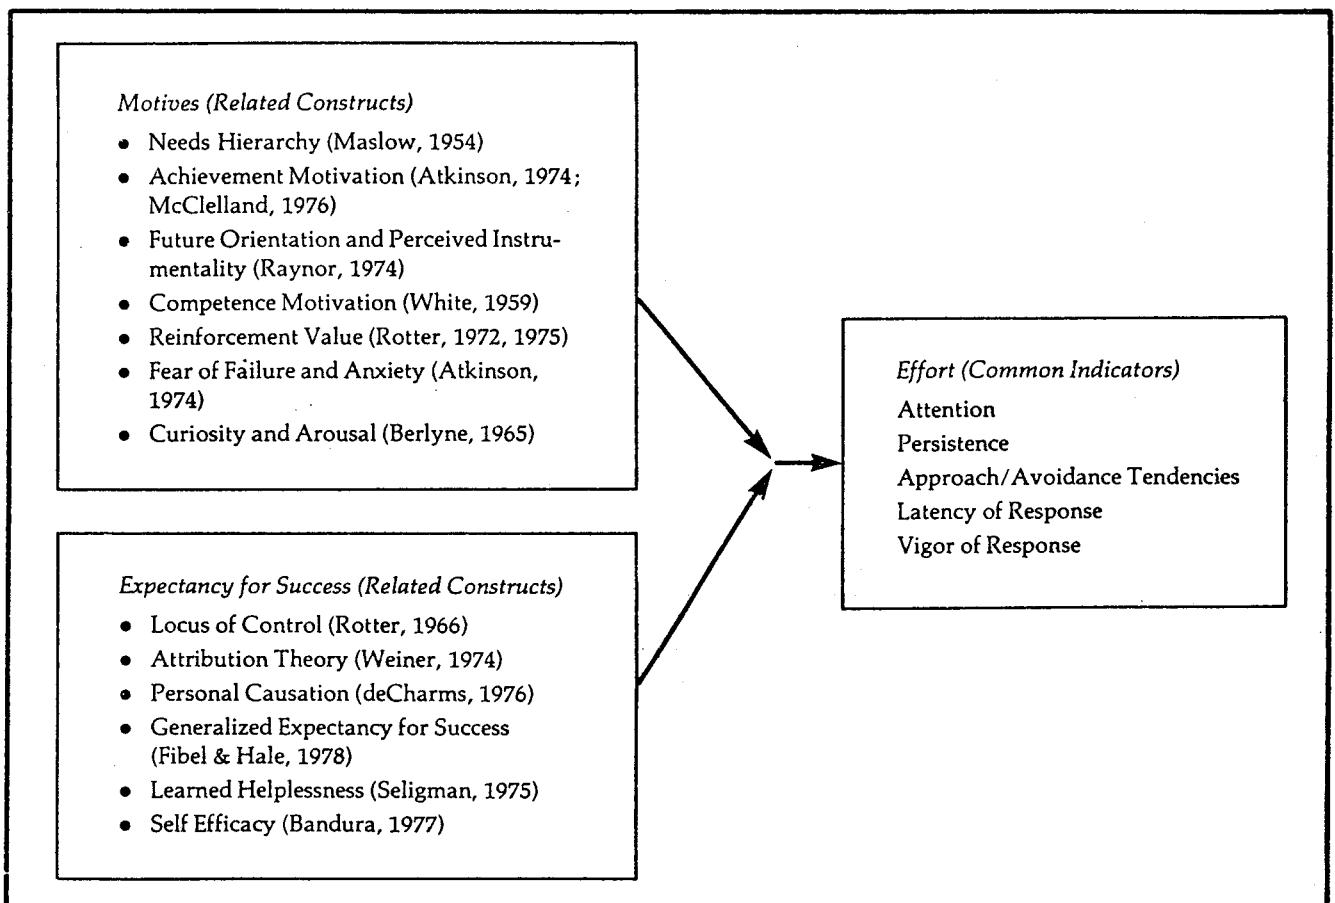 Motives (Related Constructs)
• Needs Hierarchy (Maslow, 1954)
• Achievement Motivation (Atkinson, 1974;
McClelland, 1976)
• Future Orientation and Perceived Instru-
mentality (Raynor, 1974)
• Competence Motivation (White, 1959)
• Reinforcement Value (Rotter, 1972, 1975)
• Fear of Failure and Anxiety (Atkinson,
1974)
• Curiosity and Arousal (Berlyne, 1965)
Expectancy for Success (Related Constructs)
• Locus of Control (Rotter, 1966)
• Attribution Theory (Weiner, 1974)
• Personal Causation (deCharms, 1976)
• Generalized Expectancy for Success
(Fibel & Hale, 1978)
• Learned Helplessness (Seligman, 1975)
• Self Efficacy (Bandura, 1977)
Effort (Common Indicators)
Attention
Persistence
Approach/Avoidance Tendencies
Latency of Response
Vigor of Response